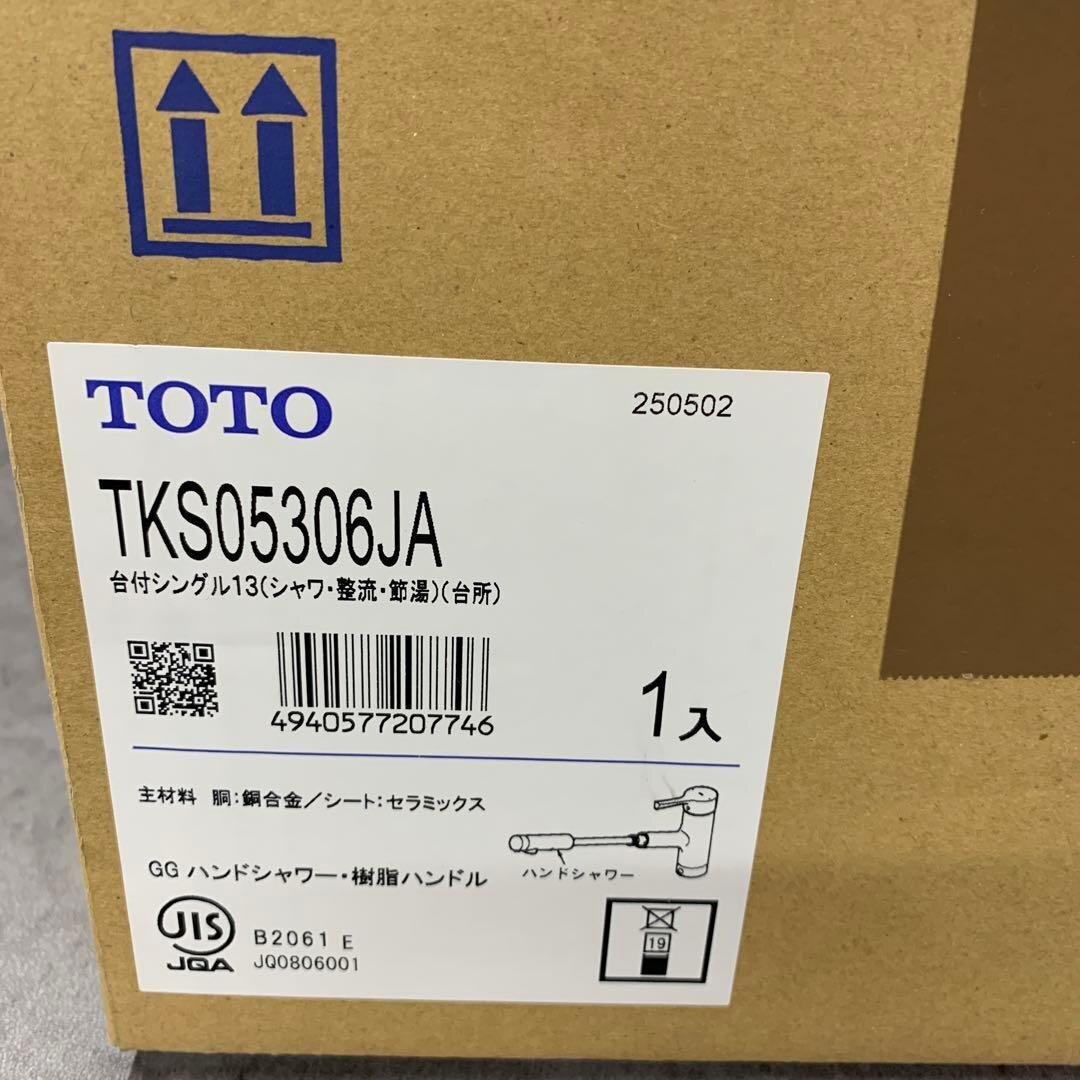 TOTO
250502
TKS05306JA
台付シングル13(シャワ・整流・節湯)(台所)
4940577207746
1入
主材料 胴:銅合金/シート:セラミックス
GG ハンドシャワー・樹脂ハンドル
ハンドシャワー
JIS
JQA
B2061 E
JQ0806001
19